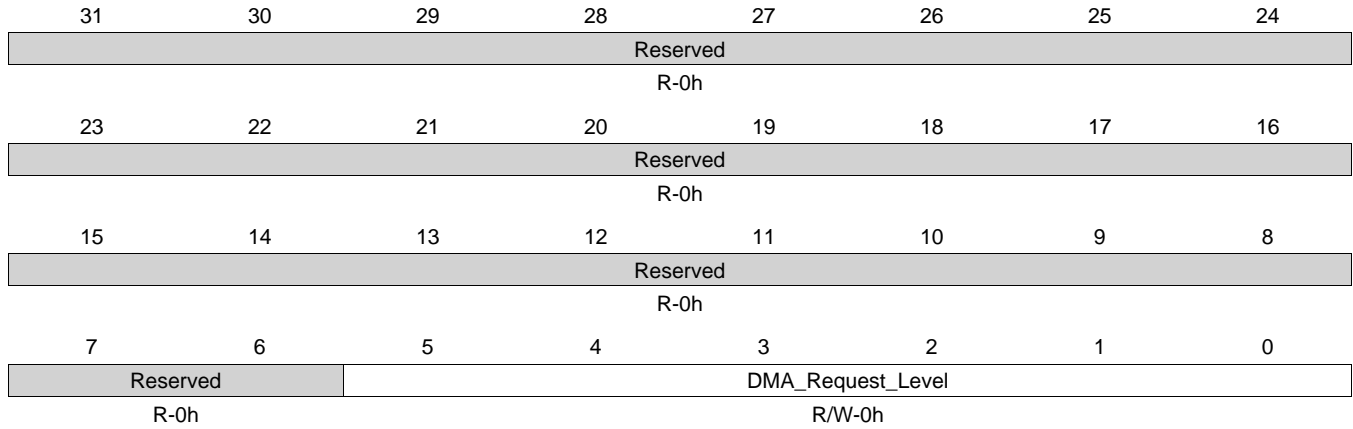 31 30 29 28 27 26 25 24
Reserved
R-0h
23 22 21 20 19 18 17 16
Reserved
R-0h
15 14 13 12 11 10 9 8
Reserved
R-0h
7 6 5 4 3 2 1 0
Reserved DMA_Request_Level
R-0h R/W-0h